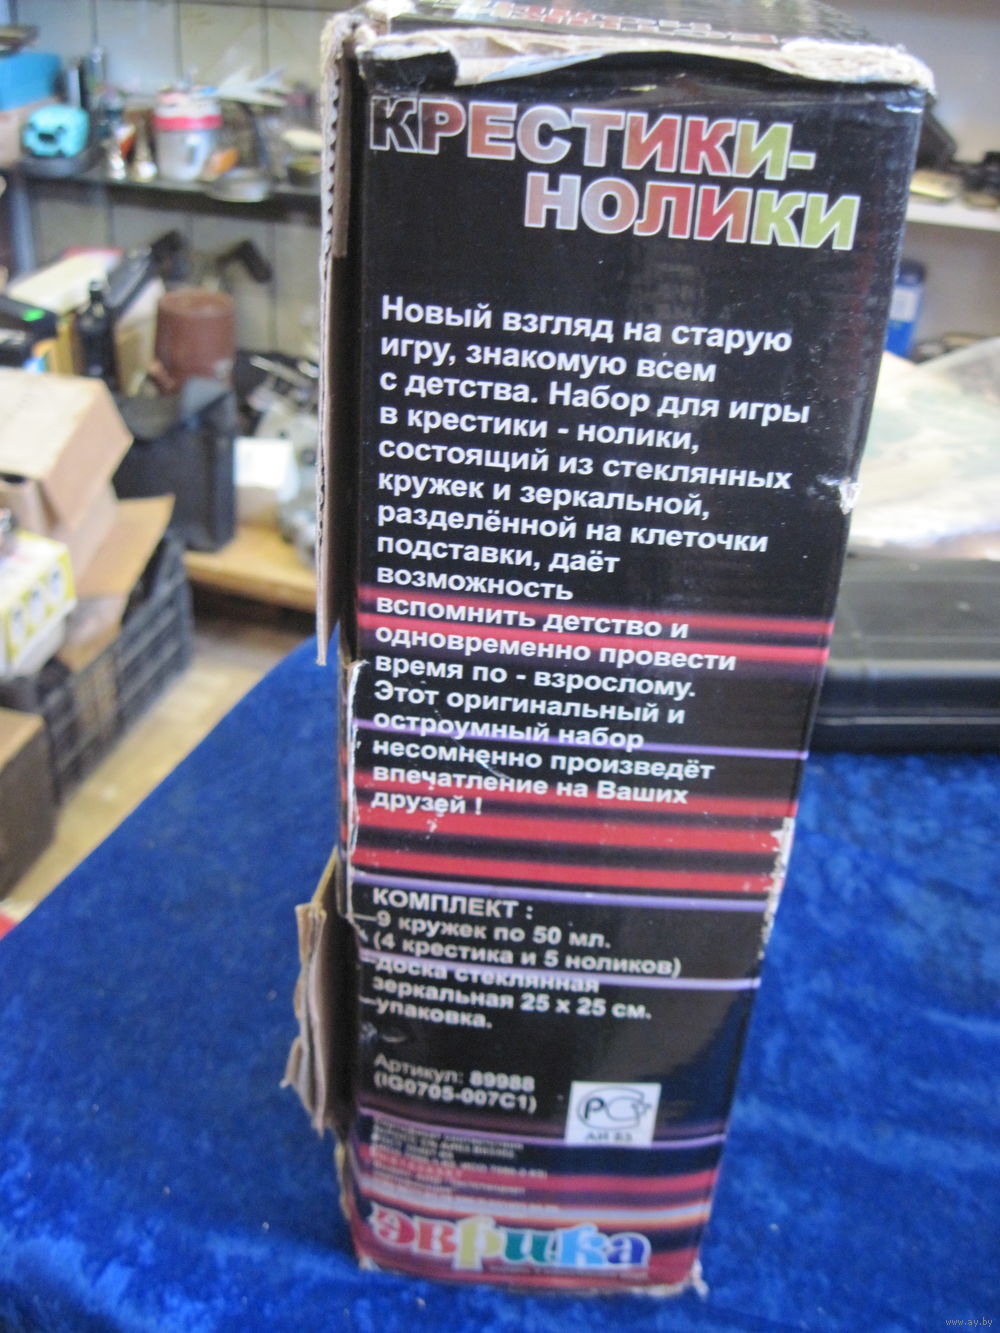 КРЕСТИКИ-
НОЛИКИ
Новый взгляд на старую
игру, знакомую всем
с детства. Набор для игры
в крестики - нолики,
состоящий из стеклянных
кружек и зеркальной,
разделённой на клеточки
подставки, даёт
возможность
вспомнить детство и
одновременно провести
время по - взрослому.
Этот оригинальный и
остроумный набор
несомненно произведёт
впечатление на Ваших
друзей !
КОМПЛЕКТ :
9 кружек по 50 мл.
(4 крестика и 5 ноликов)
доска стеклянная
зеркальная 25 х 25 см.
упаковка.
Артикул: 89988
(IG0705-007C1)
эврика
www.ay.by